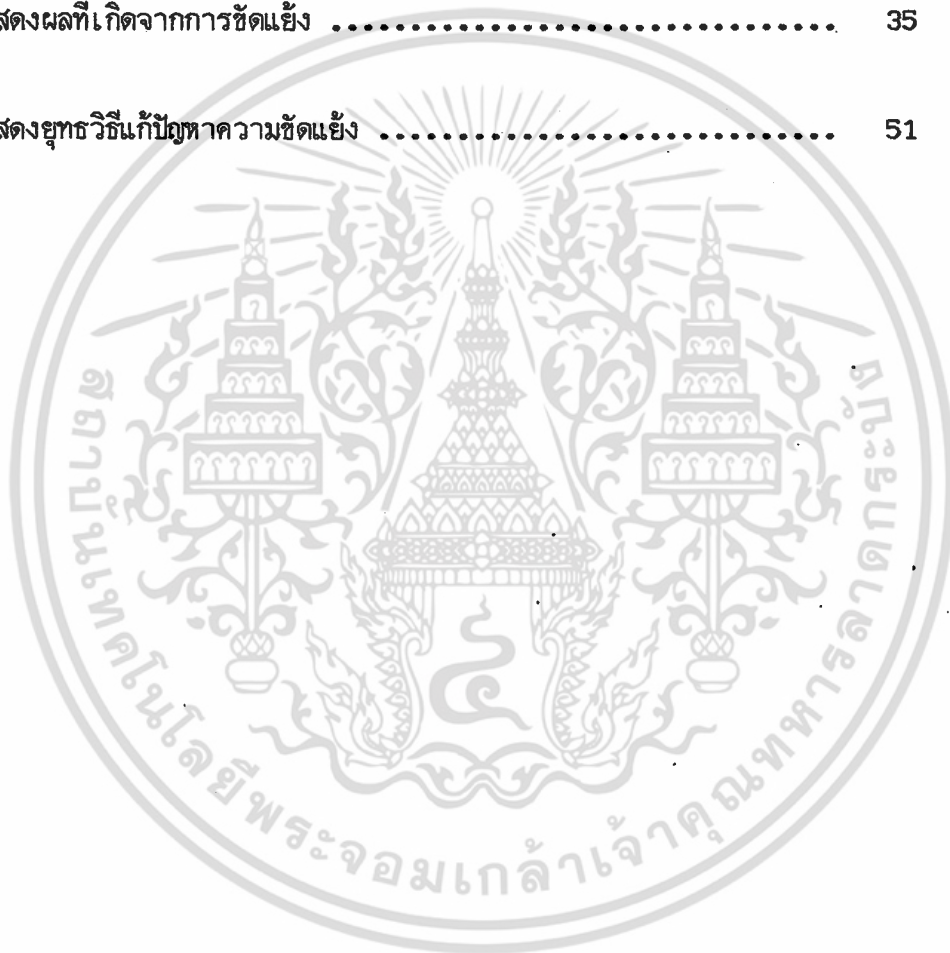 สดงผลที่เกิดจากการขัดแย้ง ............................... 35
สดงยุทธวิธีแก้ปัญหาความขัดแย้ง ............................ 51
๔
สถาบันเทคโนโลยีพระจอมเกล้าเจ้าคุณทหารลาดกระบัง